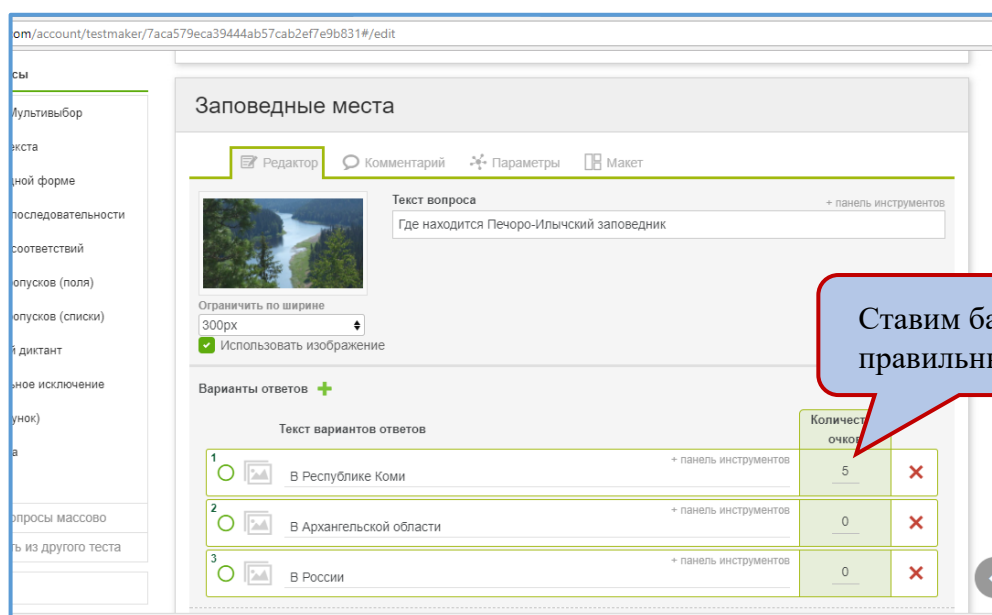 om/account/testmaker/7aca579eca39444ab57cab2ef7e9b831#/edit
сы
Мультивыбор
екста
дной форме
последовательности
соответствий
опусков (поля)
опусков (списки)
й диктант
ьное исключение
унок)
а
опросы массово
ть из другого теста
Заповедные места
Редактор
Комментарий
Параметры
Макет
Текст вопроса
+ панель инструментов
Где находится Печоро-Илычский заповедник
Ограничить по ширине
300px
Использовать изображение
Ставим ба
правильн
Варианты ответов
Текст вариантов ответов
Количест
очков
1
+ панель инструментов
В Республике Коми
5
2
+ панель инструментов
В Архангельской области
0
3
+ панель инструментов
В России
0